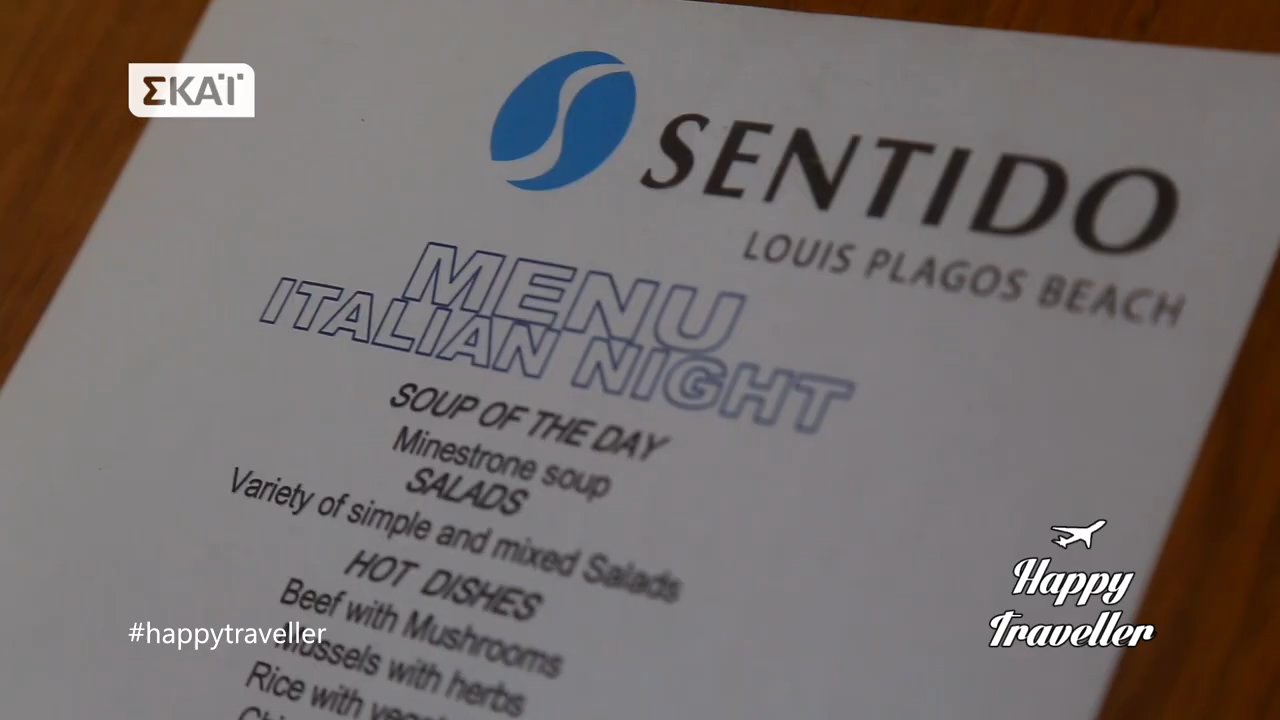 ΣΚΑΪ
SENTIDO
LOUIS PLAGOS BEACH
MENU
ITALIAN NIGHT
SOUP OF THE DAY
Minestrone soup
SALADS
Variety of simple and mixed Salads
HOT DISHES
Beef with Mushrooms
Mussels with herbs
Rice with
#happytraveller
Happy
Traveller